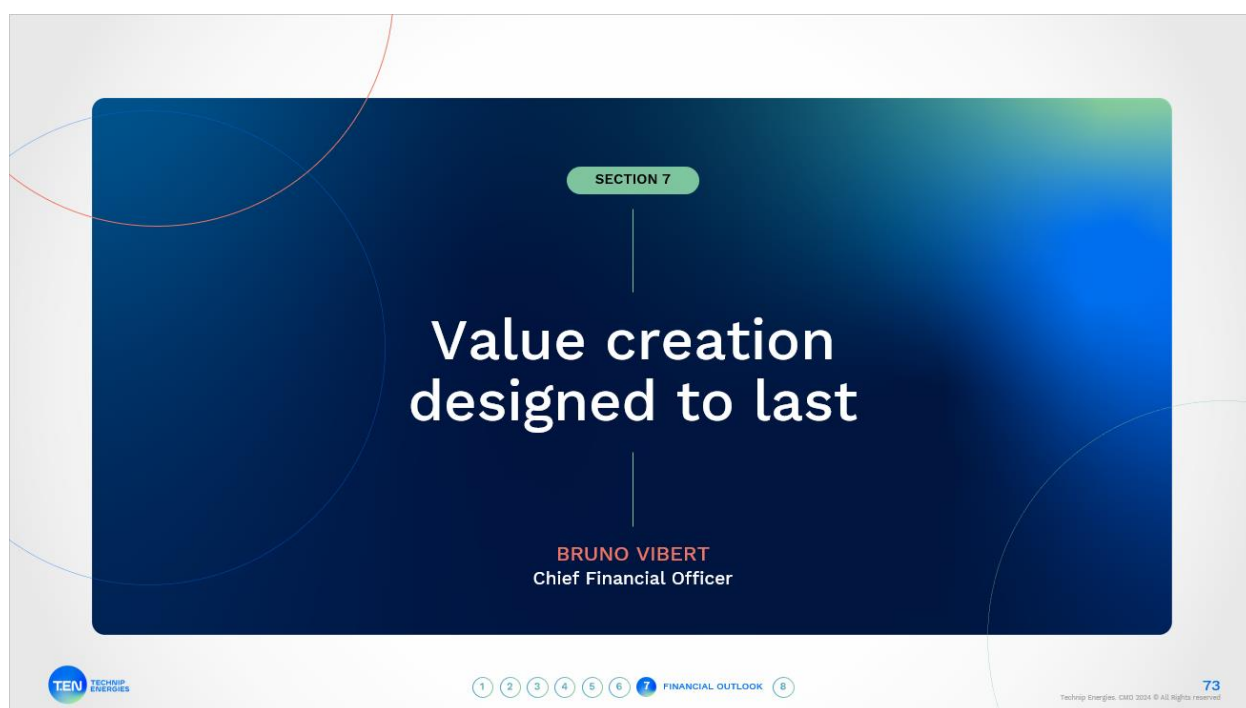 SECTION 7
Value creation
designed to last
BRUNO VIBERT
Chief Financial Officer
T.EN TECHNIP
ENERGIES
1 2 3 4 5 6 7 FINANCIAL OUTLOOK 8
73
Technip Energies. CMD 2024 © All Rights reserved